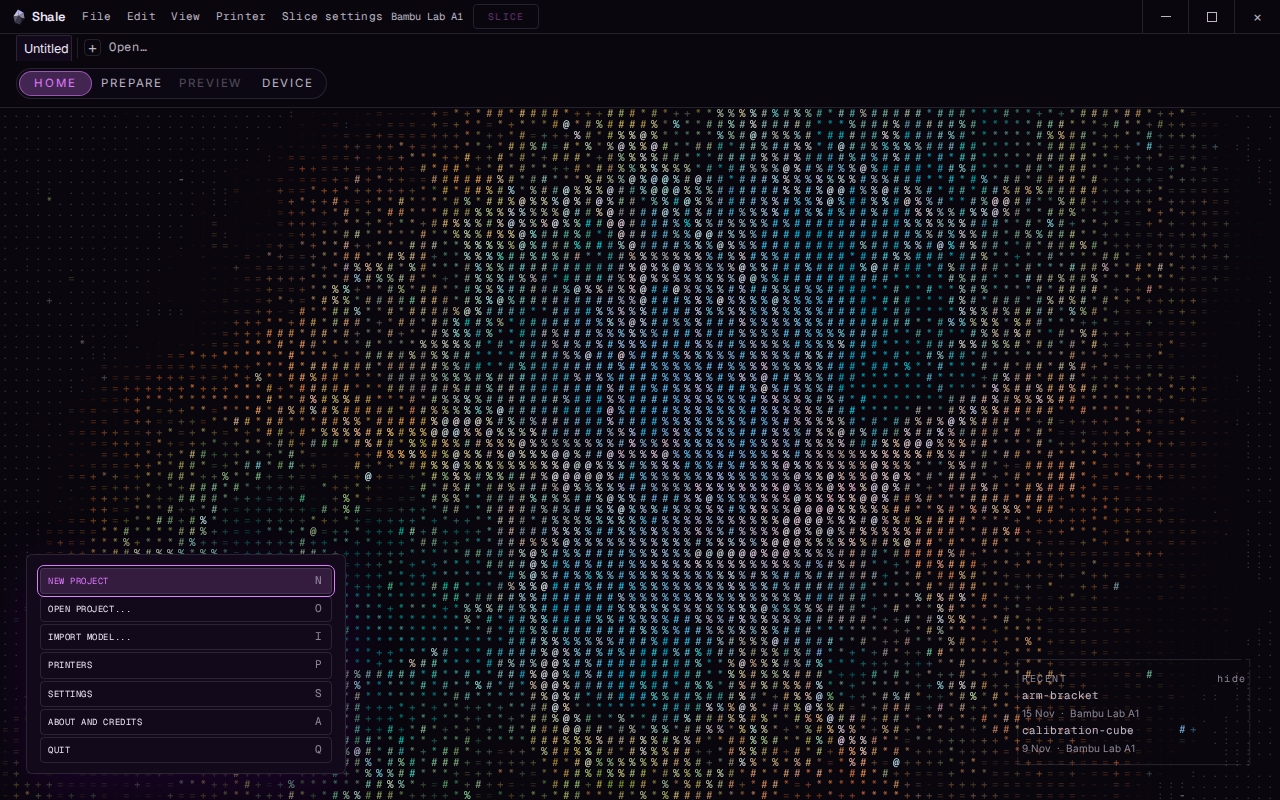 Shale File Edit View Printer Slice settings Bambu Lab A1 SLICE
Untitled + Open…
HOME PREPARE PREVIEW DEVICE
NEW PROJECT N
OPEN PROJECT... O
IMPORT MODEL... I
PRINTERS P
SETTINGS S
ABOUT AND CREDITS A
QUIT Q
RECENT hide
arm-bracket
15 Nov · Bambu Lab A1
calibration-cube
9 Nov · Bambu Lab A1